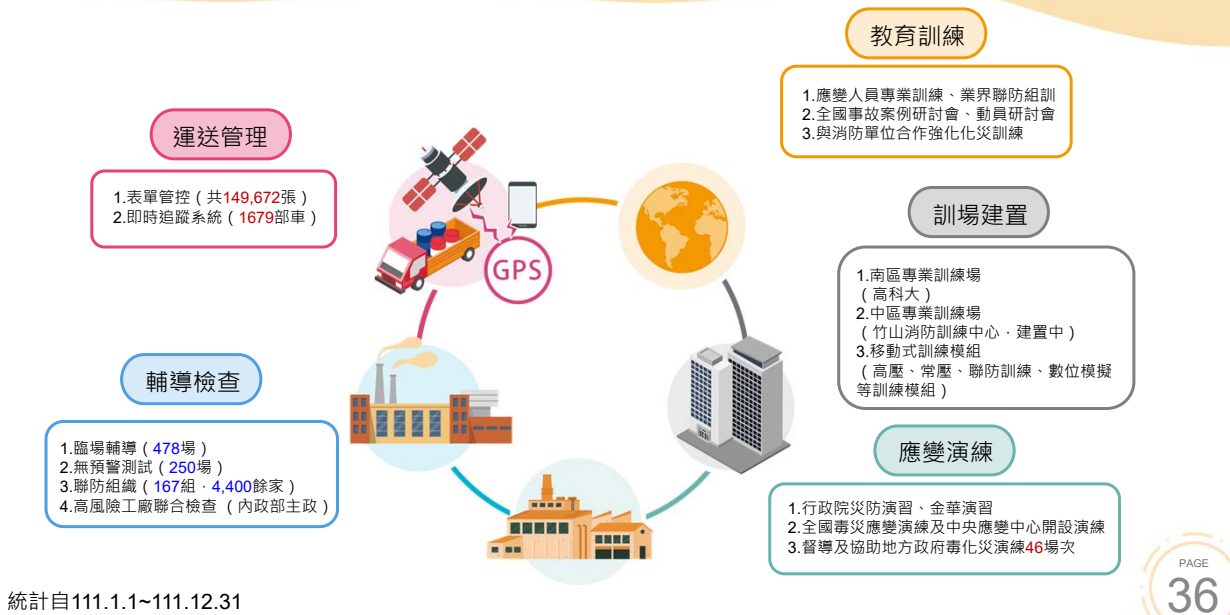 教育訓練
1.應變人員專業訓練、業界聯防組訓
2.全國事故案例研討會、動員研討會
3.與消防單位合作強化化災訓練
運送管理
1.表單管控（共149,672張）
2.即時追蹤系統（1679部車）
GPS
訓場建置
1.南區專業訓練場
（高科大）
2.中區專業訓練場
（竹山消防訓練中心，建置中）
3.移動式訓練模組
（高壓、常壓、聯防訓練、數位模擬
等訓練模組）
輔導檢查
1.臨場輔導（478場）
2.無預警測試（250場）
3.聯防組織（167組，4,400餘家）
4.高風險工廠聯合檢查 （內政部主政）
應變演練
1.行政院災防演習、金華演習
2.全國毒災應變演練及中央應變中心開設演練
3.督導及協助地方政府毒化災演練46場次
統計自111.1.1~111.12.31
PAGE
36